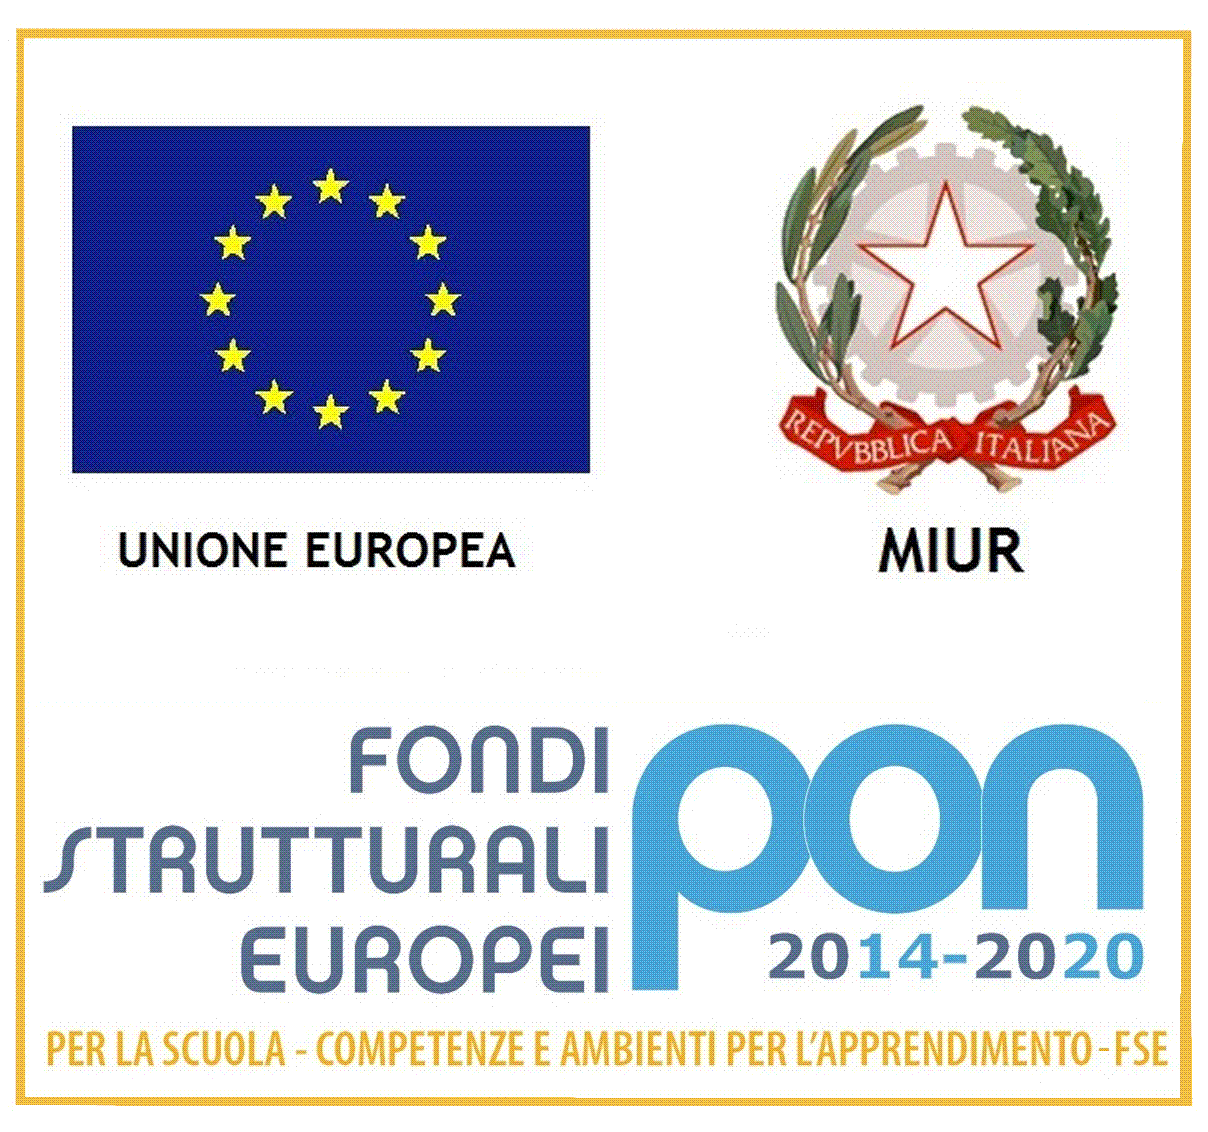 REPVBBLICA ITALIANA
UNIONE EUROPEA
MIUR
FONDI
STRUTTURALI
EUROPEI
pon
2014-2020
PER LA SCUOLA - COMPETENZE E AMBIENTI PER L'APPRENDIMENTO-FSE